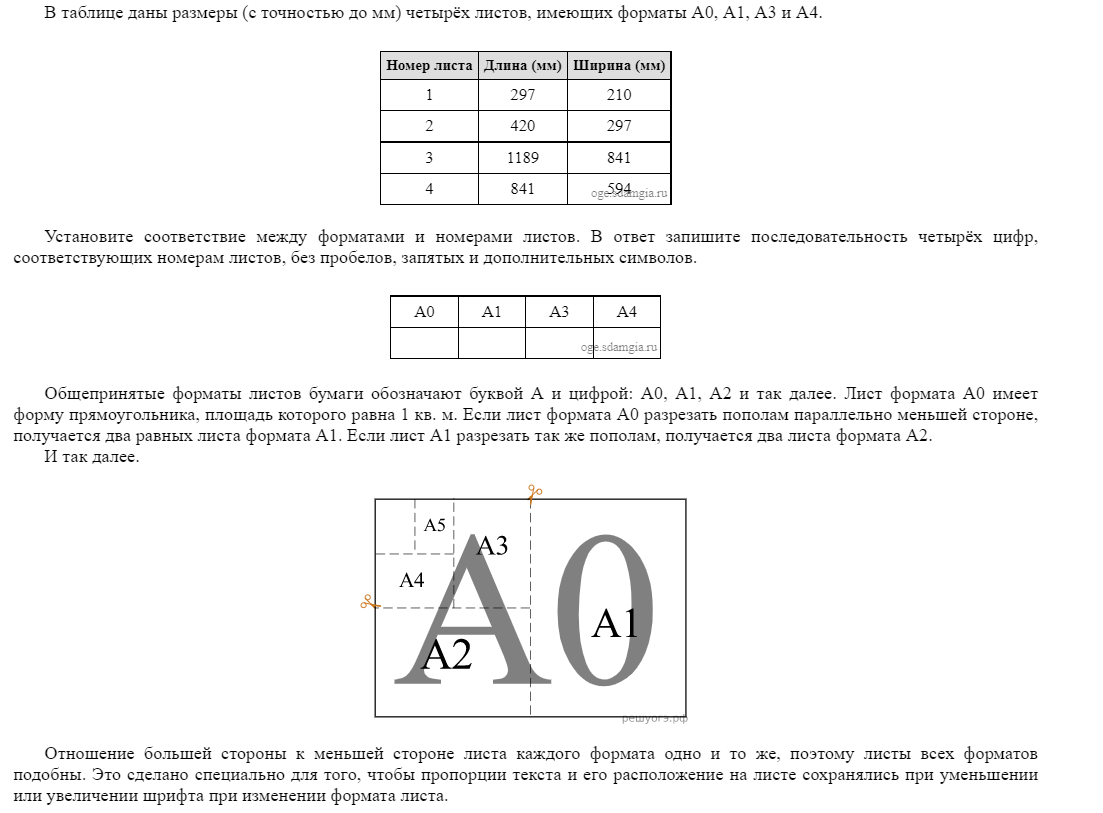 В таблице даны размеры (с точностью до мм) четырёх листов, имеющих форматы А0, А1, А3 и А4.
Номер листа Длина (мм) Ширина (мм)
1 297 210
2 420 297
3 1189 841
4 841 594
oge.sdamgia.ru
Установите соответствие между форматами и номерами листов. В ответ запишите последовательность четырёх цифр,
соответствующих номерам листов, без пробелов, запятых и дополнительных символов.
А0 А1 А3 А4
oge.sdamgia.ru
Общепринятые форматы листов бумаги обозначают буквой А и цифрой: А0, А1, А2 и так далее. Лист формата А0 имеет
форму прямоугольника, площадь которого равна 1 кв. м. Если лист формата А0 разрезать пополам параллельно меньшей стороне,
получается два равных листа формата А1. Если лист А1 разрезать так же пополам, получается два листа формата А2.
И так далее.
А5
А3
А4
А0
А1
А2
решуогэ.рф
Отношение большей стороны к меньшей стороне листа каждого формата одно и то же, поэтому листы всех форматов
подобны. Это сделано специально для того, чтобы пропорции текста и его расположение на листе сохранялись при уменьшении
или увеличении шрифта при изменении формата листа.